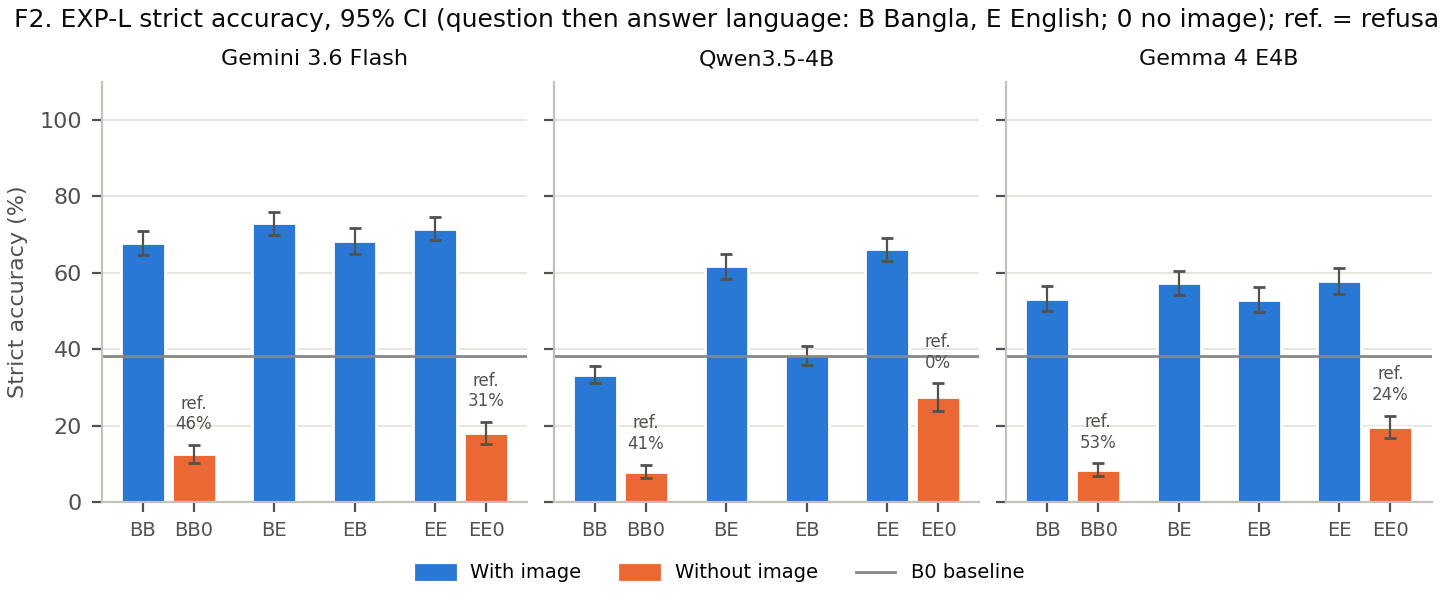 F2. EXP-L strict accuracy, 95% CI (question then answer language: B Bangla, E English; 0 no image); ref. = refusa
Gemini 3.6 Flash
Qwen3.5-4B
Gemma 4 E4B
Strict accuracy (%)
100
80
60
40
20
0
ref.
46%
ref.
31%
BB BB0 BE EB EE EE0
ref.
41%
ref.
0%
BB BB0 BE EB EE EE0
ref.
53%
ref.
24%
BB BB0 BE EB EE EE0
With image
Without image
B0 baseline